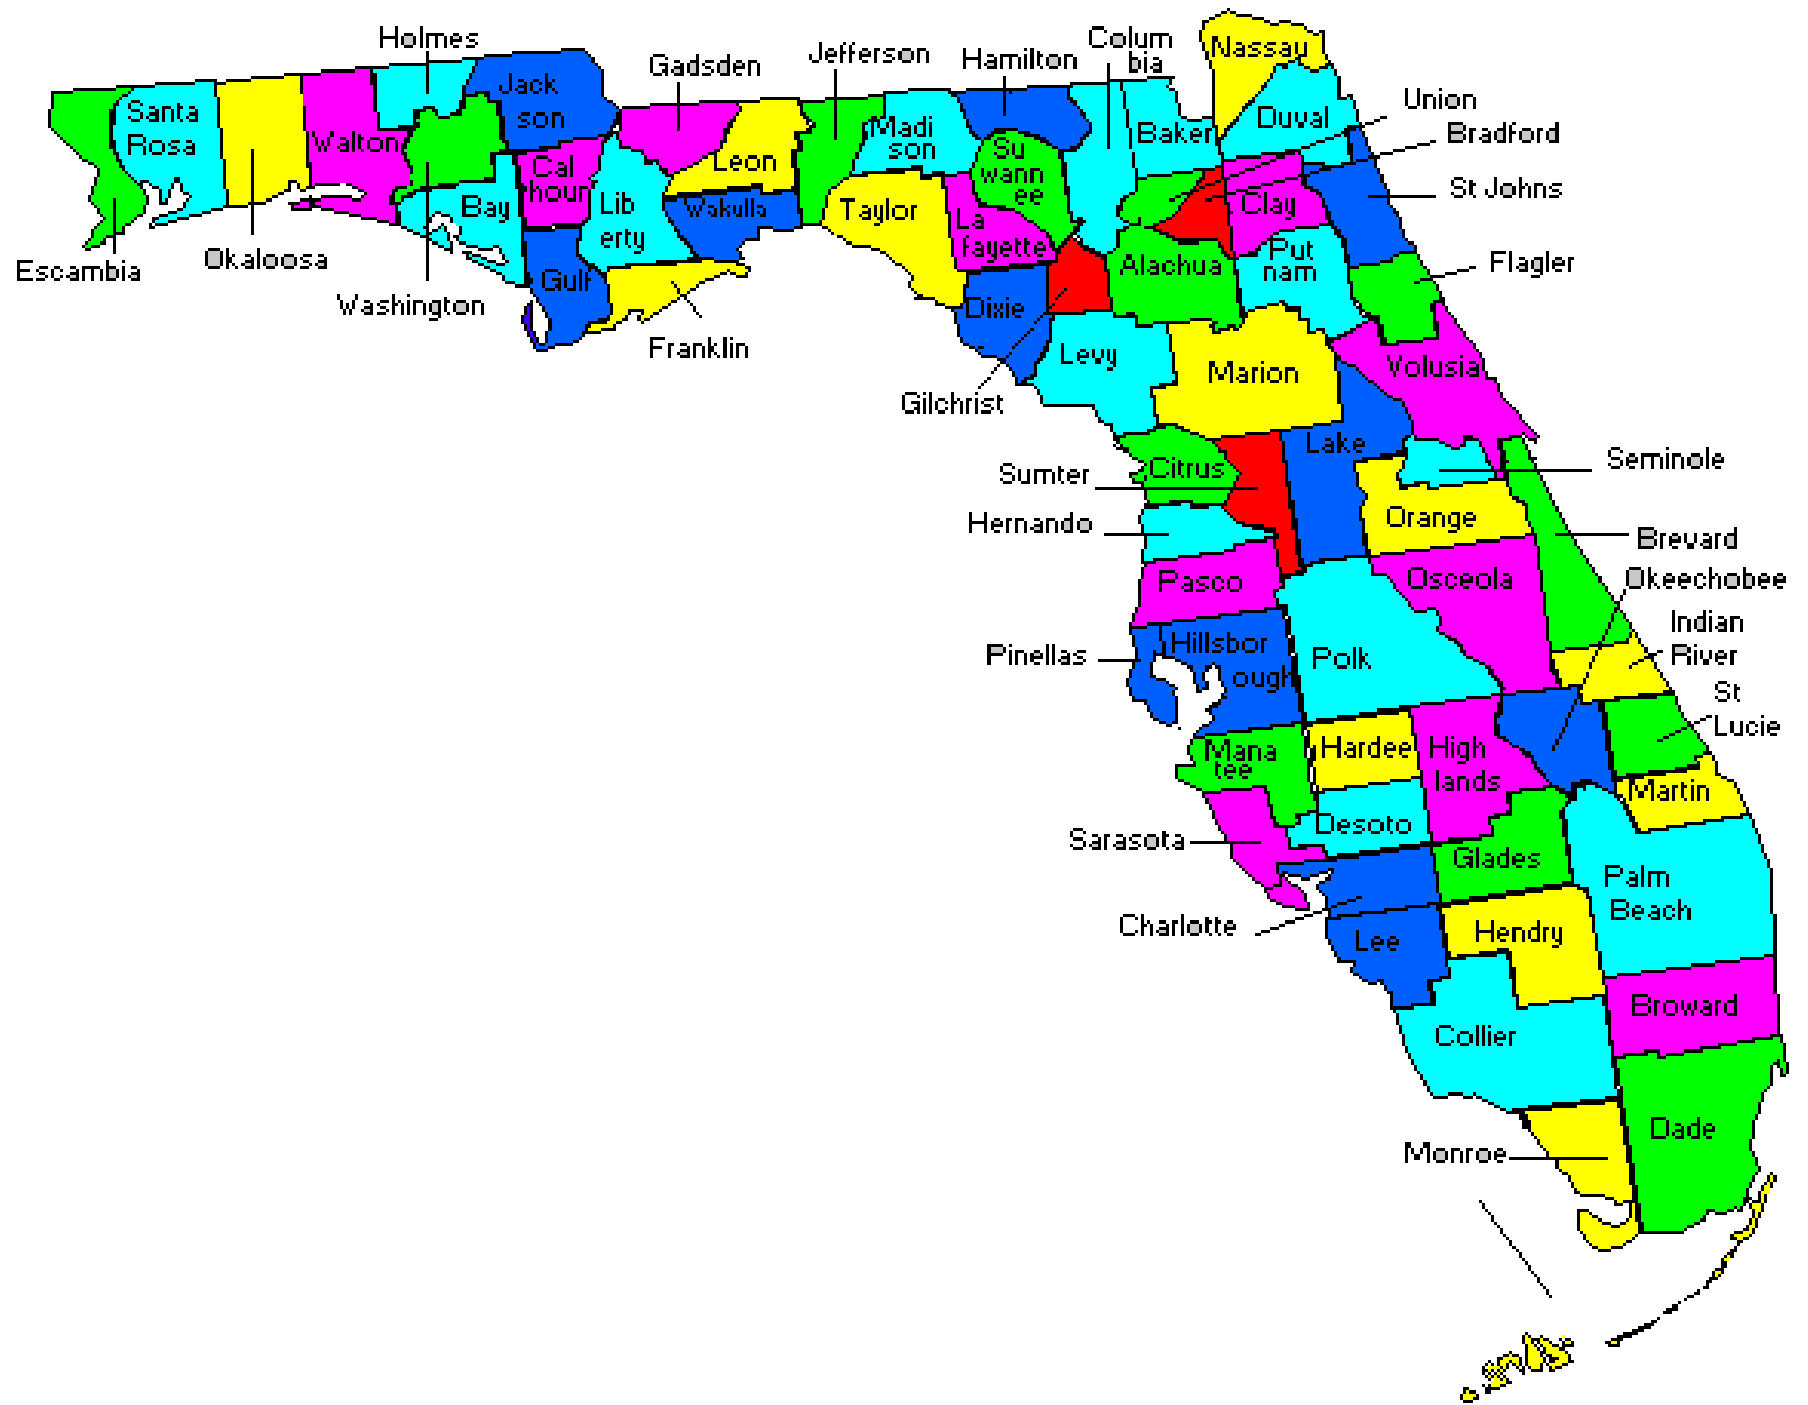 Holmes
Jack
son
Gadsden
Jefferson
Hamilton
Colum
bia
Nassau
Santa
Rosa
Walton
Leon
Madi
son
Su
wann
ee
Baker
Duval
Union
Bradford
St Johns
Cal
houn
Lib
erty
Bay
Wakulla
Taylor
La
fayette
Clay
Put
nam
Alachua
Flagler
Escambia
Okaloosa
Washington
Gulf
Franklin
Dixie
Gilchrist
Levy
Marion
Volusia
Lake
Citrus
Sumter
Seminole
Hernando
Orange
Brevard
Pasco
Osceola
Okeechobee
Indian
River
Pinellas
Hillsbor
ough
Polk
St
Lucie
Mana
tee
Hardee
High
lands
Martin
Sarasota
Desoto
Glades
Palm
Beach
Charlotte
Lee
Hendry
Broward
Collier
Dade
Monroe